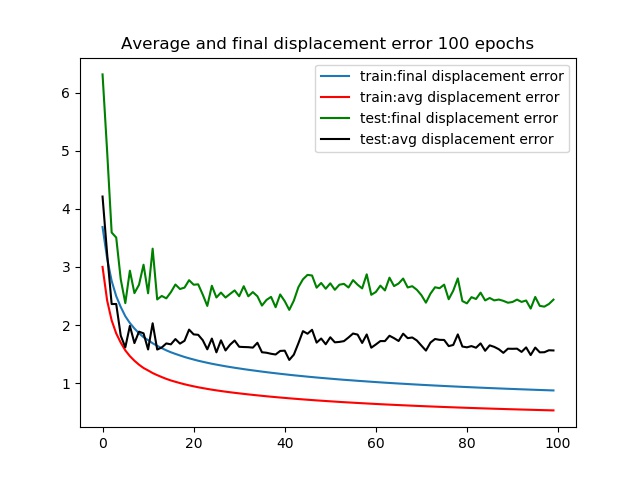 Average and final displacement error 100 epochs
train:final displacement error
train:avg displacement error
test:final displacement error
test:avg displacement error
6
5
4
3
2
1
0 20 40 60 80 100